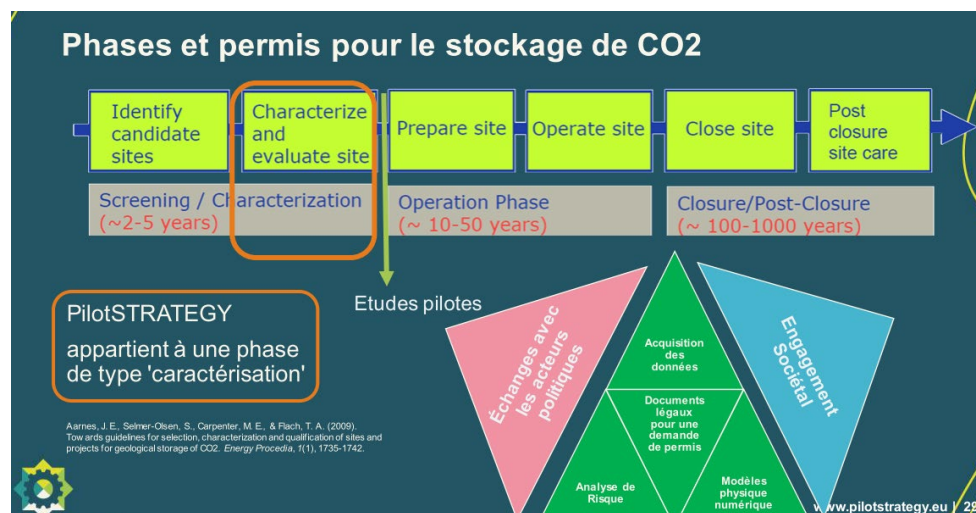 Phases et permis pour le stockage de CO2
Identify
candidate
sites
Characterize
and
evaluate site
Prepare site
Operate site
Close site
Post
closure
site care
Screening / Characterization
(~2-5 years)
Operation Phase
(~ 10-50 years)
Closure/Post-Closure
(~ 100-1000 years)
Etudes pilotes
PilotSTRATEGY
appartient à une phase
de type 'caractérisation'
Échanges avec
les acteurs
politiques
Acquisition
des
données
Documents
légaux
pour une
demande
de permis
Analyse de
Risque
Modèles
physique
numérique
Engagement
Sociétal
Aarnes, J. E., Selmer-Olsen, S., Carpenter, M. E., & Flach, T. A. (2009).
Tow ards guidelines for selection, characterization and qualification of sites and
projects for geological storage of CO2. Energy Procedia, 1(1), 1735-1742.
www.pilotstrategy.eu | 29